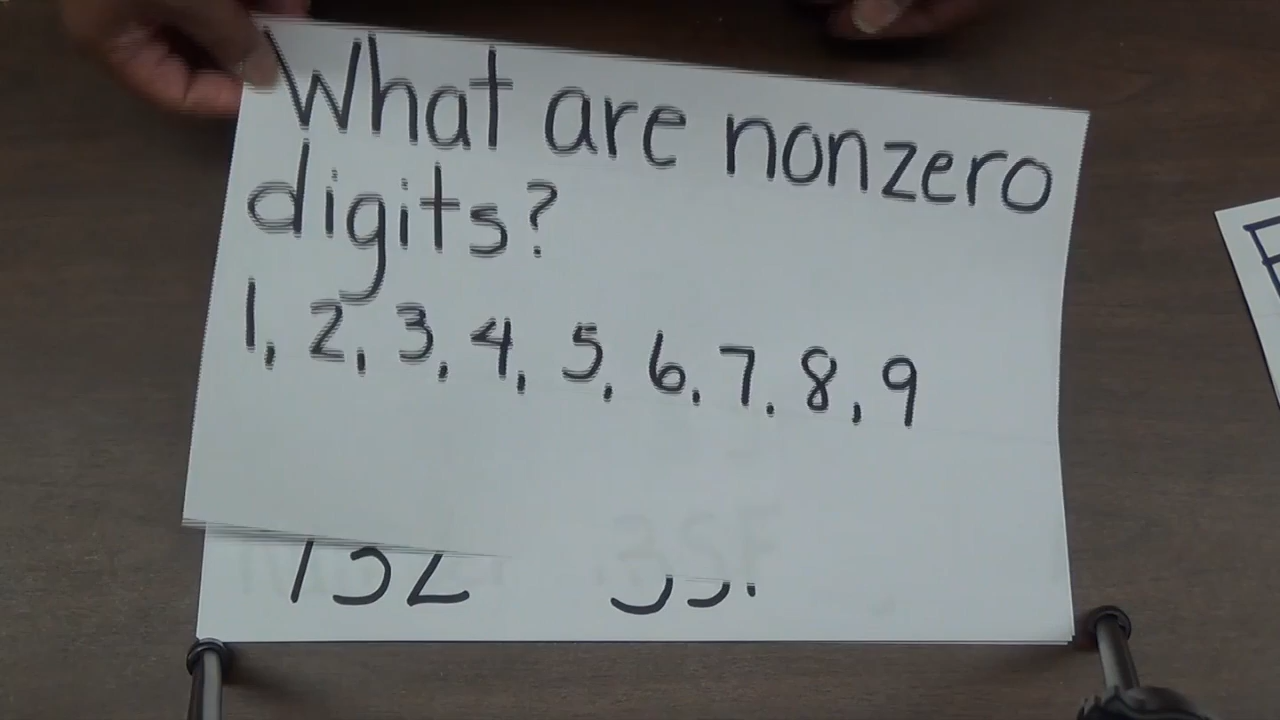 What are nonzero
digits?
1, 2, 3, 4, 5, 6, 7, 8, 9